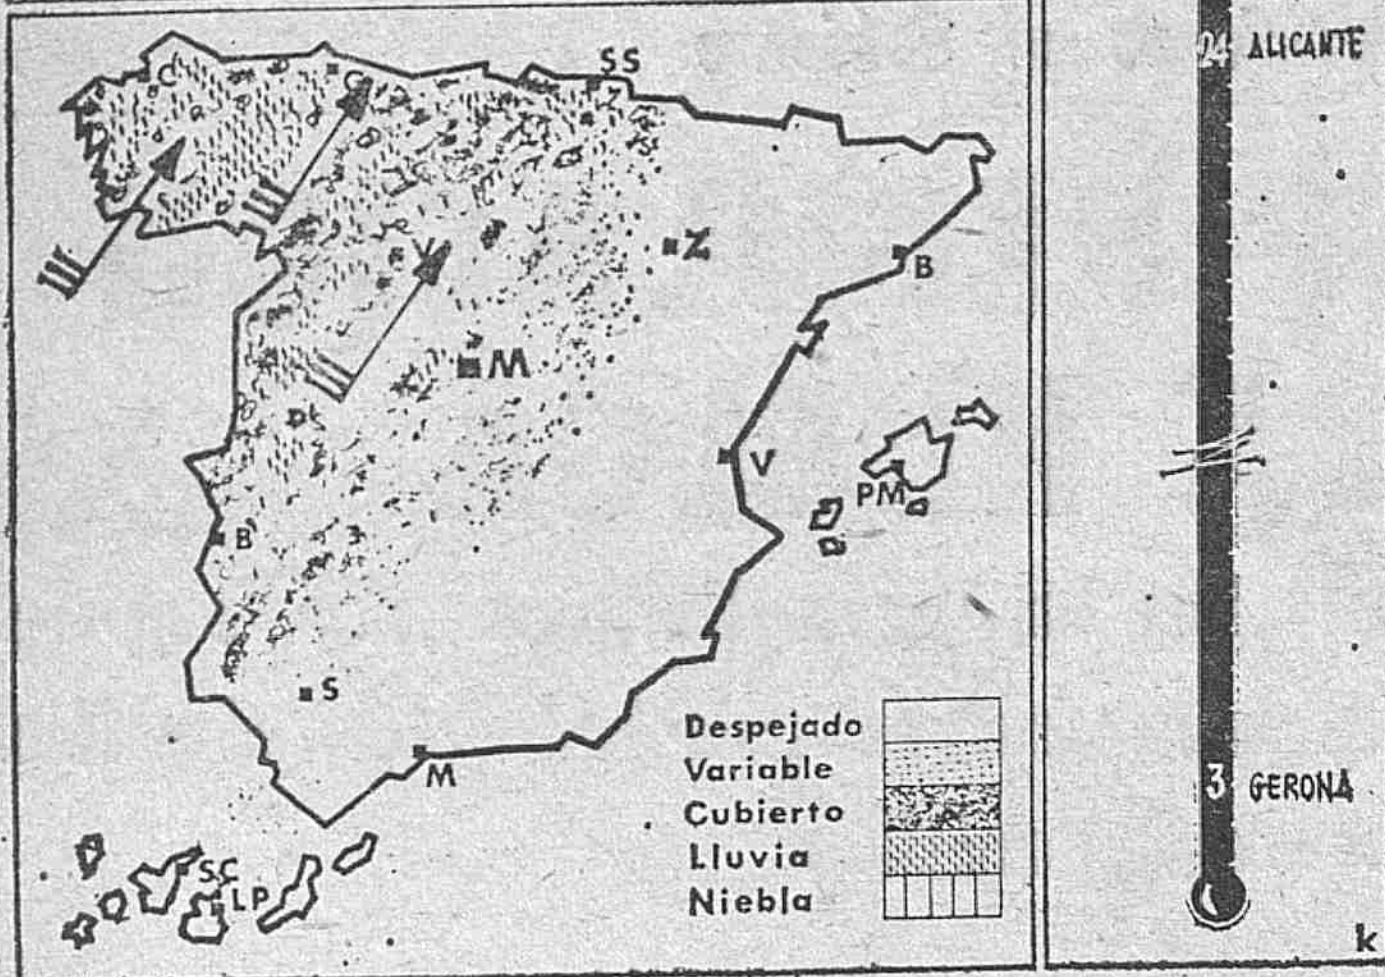 SS
C
G
V
Z
B
M
V
PM
B
S
M
SC
LP
Despejado
Variable
Cubierto
Lluvia
Niebla
24 ALICANTE
3 GERONA
k